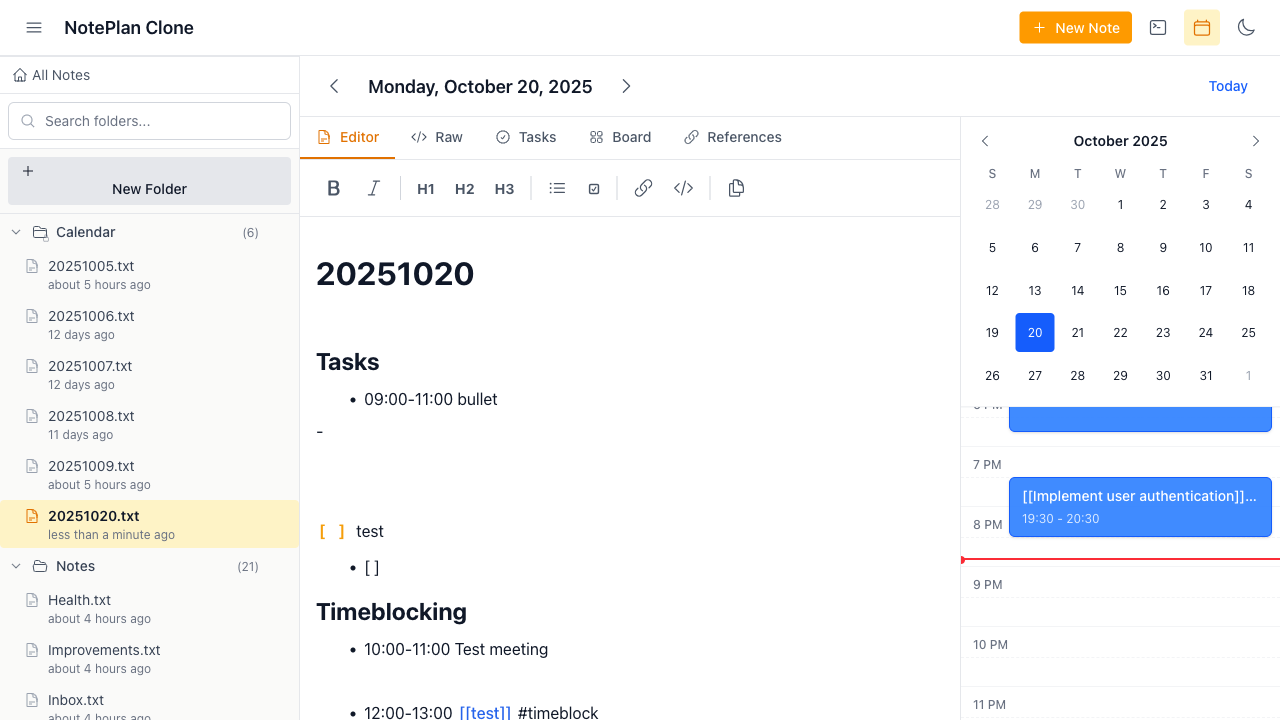 NotePlan Clone
New Note
All Notes
Search folders...
New Folder
Calendar (6)
20251005.txt
about 5 hours ago
20251006.txt
12 days ago
20251007.txt
12 days ago
20251008.txt
11 days ago
20251009.txt
about 5 hours ago
20251020.txt
less than a minute ago
Notes (21)
Health.txt
about 4 hours ago
Improvements.txt
about 4 hours ago
Inbox.txt
about 4 hours ago
Monday, October 20, 2025
Today
Editor Raw Tasks Board References
B I H1 H2 H3
20251020
Tasks
• 09:00-11:00 bullet
-
[ ] test
• [ ]
Timeblocking
• 10:00-11:00 Test meeting
• 12:00-13:00 [[test]] #timeblock
October 2025
S M T W T F S
28 29 30 1 2 3 4
5 6 7 8 9 10 11
12 13 14 15 16 17 18
19 20 21 22 23 24 25
26 27 28 29 30 31 1
7 PM
[[Implement user authentication]]...
19:30 - 20:30
8 PM
9 PM
10 PM
11 PM